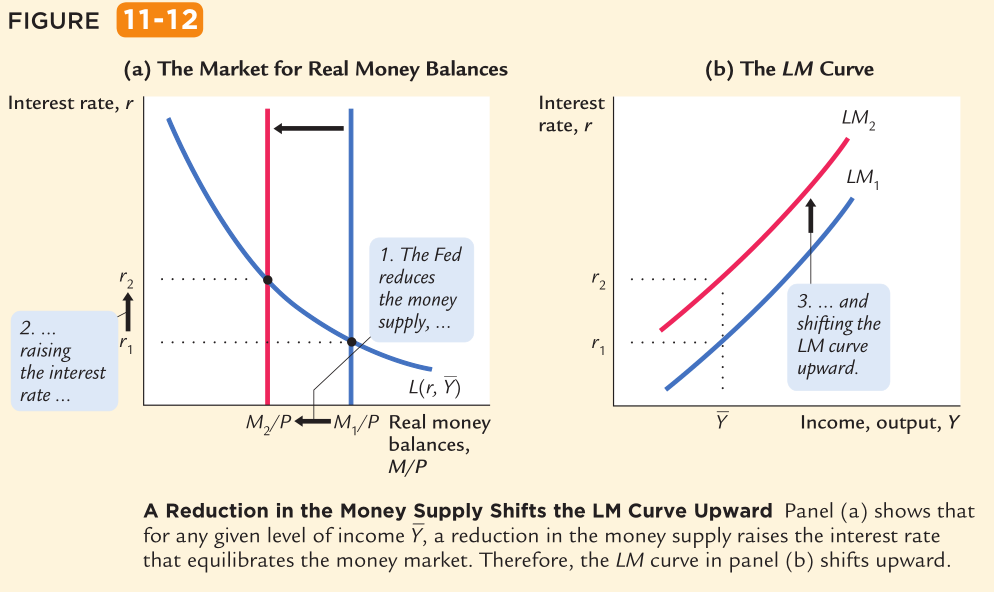 FIGURE 11-12
(a) The Market for Real Money Balances
Interest rate, r
r₂
r₁
1. The Fed
reduces
the money
supply, ...
2. ...
raising
the interest
rate ...
L(r, Y̅)
M₂/P
M₁/P
Real money
balances,
M/P
(b) The LM Curve
Interest
rate, r
LM₂
LM₁
r₂
r₁
3. ... and
shifting the
LM curve
upward.
Y̅
Income, output, Y
A Reduction in the Money Supply Shifts the LM Curve Upward Panel (a) shows that
for any given level of income Y̅, a reduction in the money supply raises the interest rate
that equilibrates the money market. Therefore, the LM curve in panel (b) shifts upward.